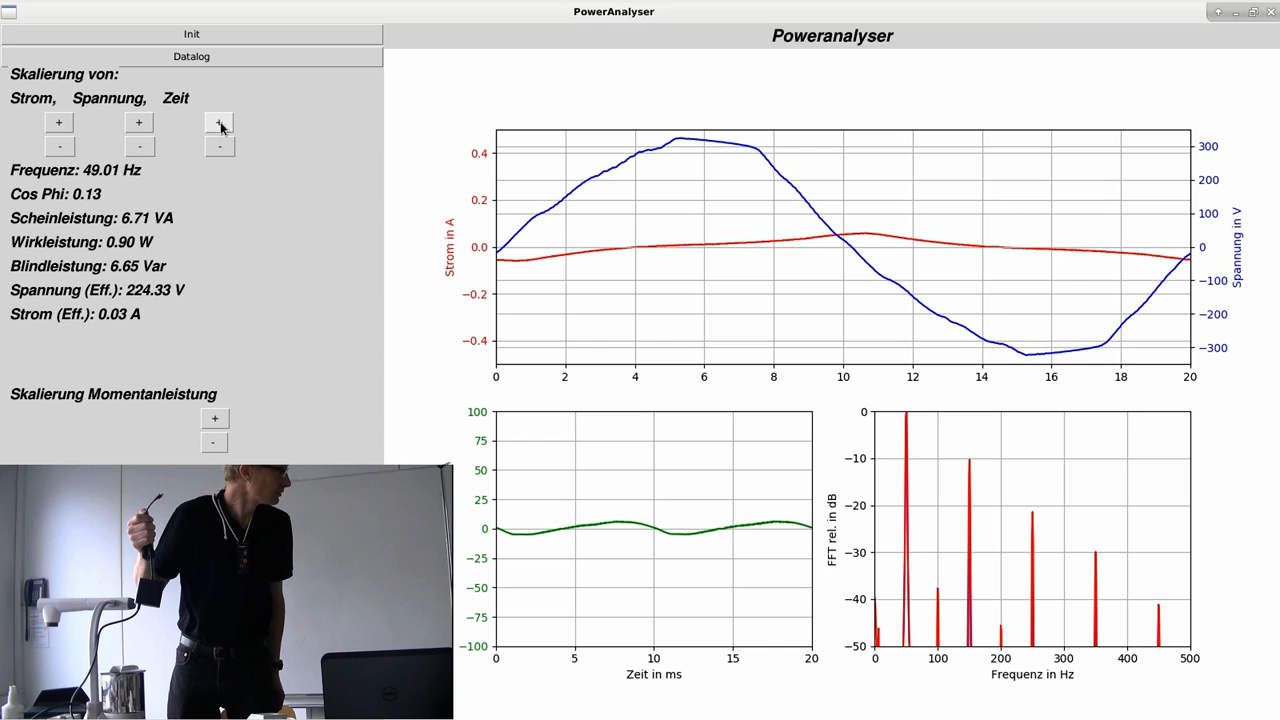 PowerAnalyser
Init
Datalog
Poweranalyser
Skalierung von:
Strom, Spannung, Zeit
+ + +
- - -
Frequenz: 49.01 Hz
Cos Phi: 0.13
Scheinleistung: 6.71 VA
Wirkleistung: 0.90 W
Blindleistung: 6.65 Var
Spannung (Eff.): 224.33 V
Strom (Eff.): 0.03 A
Skalierung Momentanleistung
+
-
Strom in A
0.4
0.2
0.0
−0.2
−0.4
300
200
100
0
−100
−200
−300
Spannung in V
0 2 4 6 8 10 12 14 16 18 20
100
75
50
25
0
−25
−50
−75
−100
0 5 10 15 20
Zeit in ms
FFT rel. in dB
0
−10
−20
−30
−40
−50
0 100 200 300 400 500
Frequenz in Hz